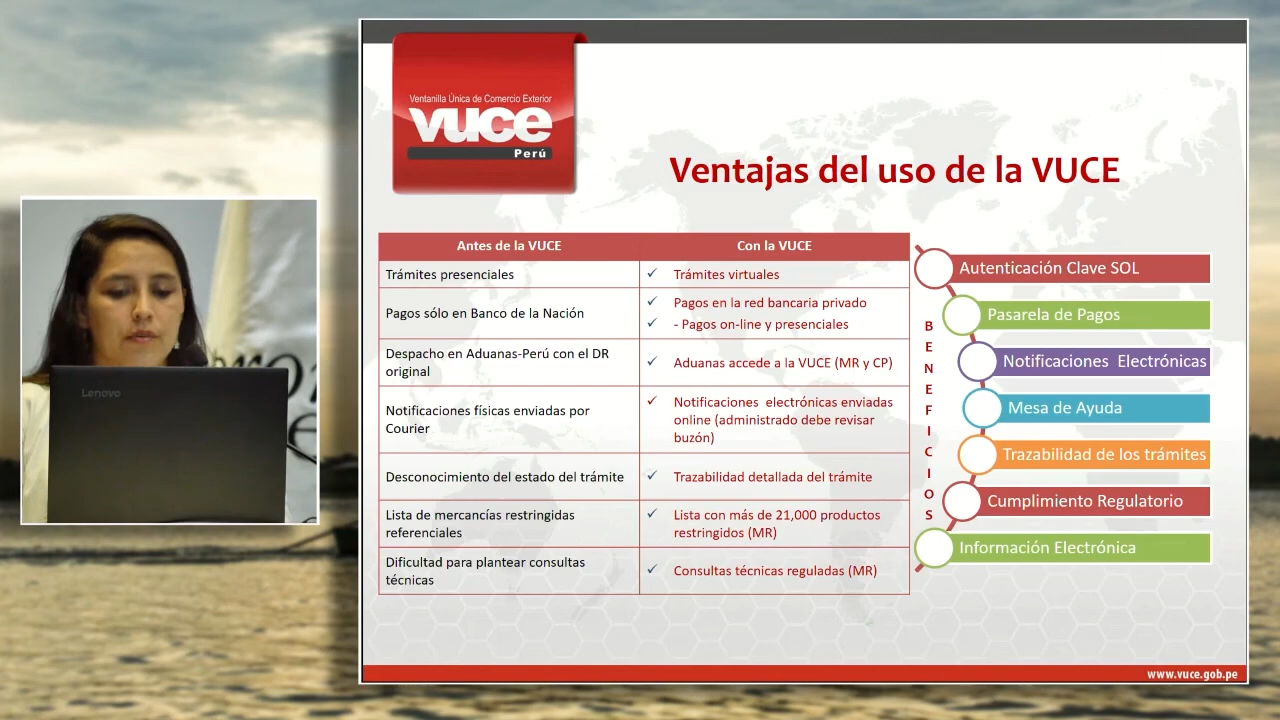 Ventanilla Única de Comercio Exterior
vuce
Perú
Ventajas del uso de la VUCE
Antes de la VUCE
Con la VUCE
Trámites presenciales
✓ Trámites virtuales
Pagos sólo en Banco de la Nación
✓ Pagos en la red bancaria privado
✓ - Pagos on-line y presenciales
Despacho en Aduanas-Perú con el DR
original
✓ Aduanas accede a la VUCE (MR y CP)
Notificaciones físicas enviadas por
Courier
✓ Notificaciones electrónicas enviadas
online (administrado debe revisar
buzón)
Desconocimiento del estado del trámite
✓ Trazabilidad detallada del trámite
Lista de mercancías restringidas
referenciales
✓ Lista con más de 21,000 productos
restringidos (MR)
Dificultad para plantear consultas
técnicas
✓ Consultas técnicas reguladas (MR)
BENEFICIOS
Autenticación Clave SOL
Pasarela de Pagos
Notificaciones Electrónicas
Mesa de Ayuda
Trazabilidad de los trámites
Cumplimiento Regulatorio
Información Electrónica
www.vuce.gob.pe
Lenovo